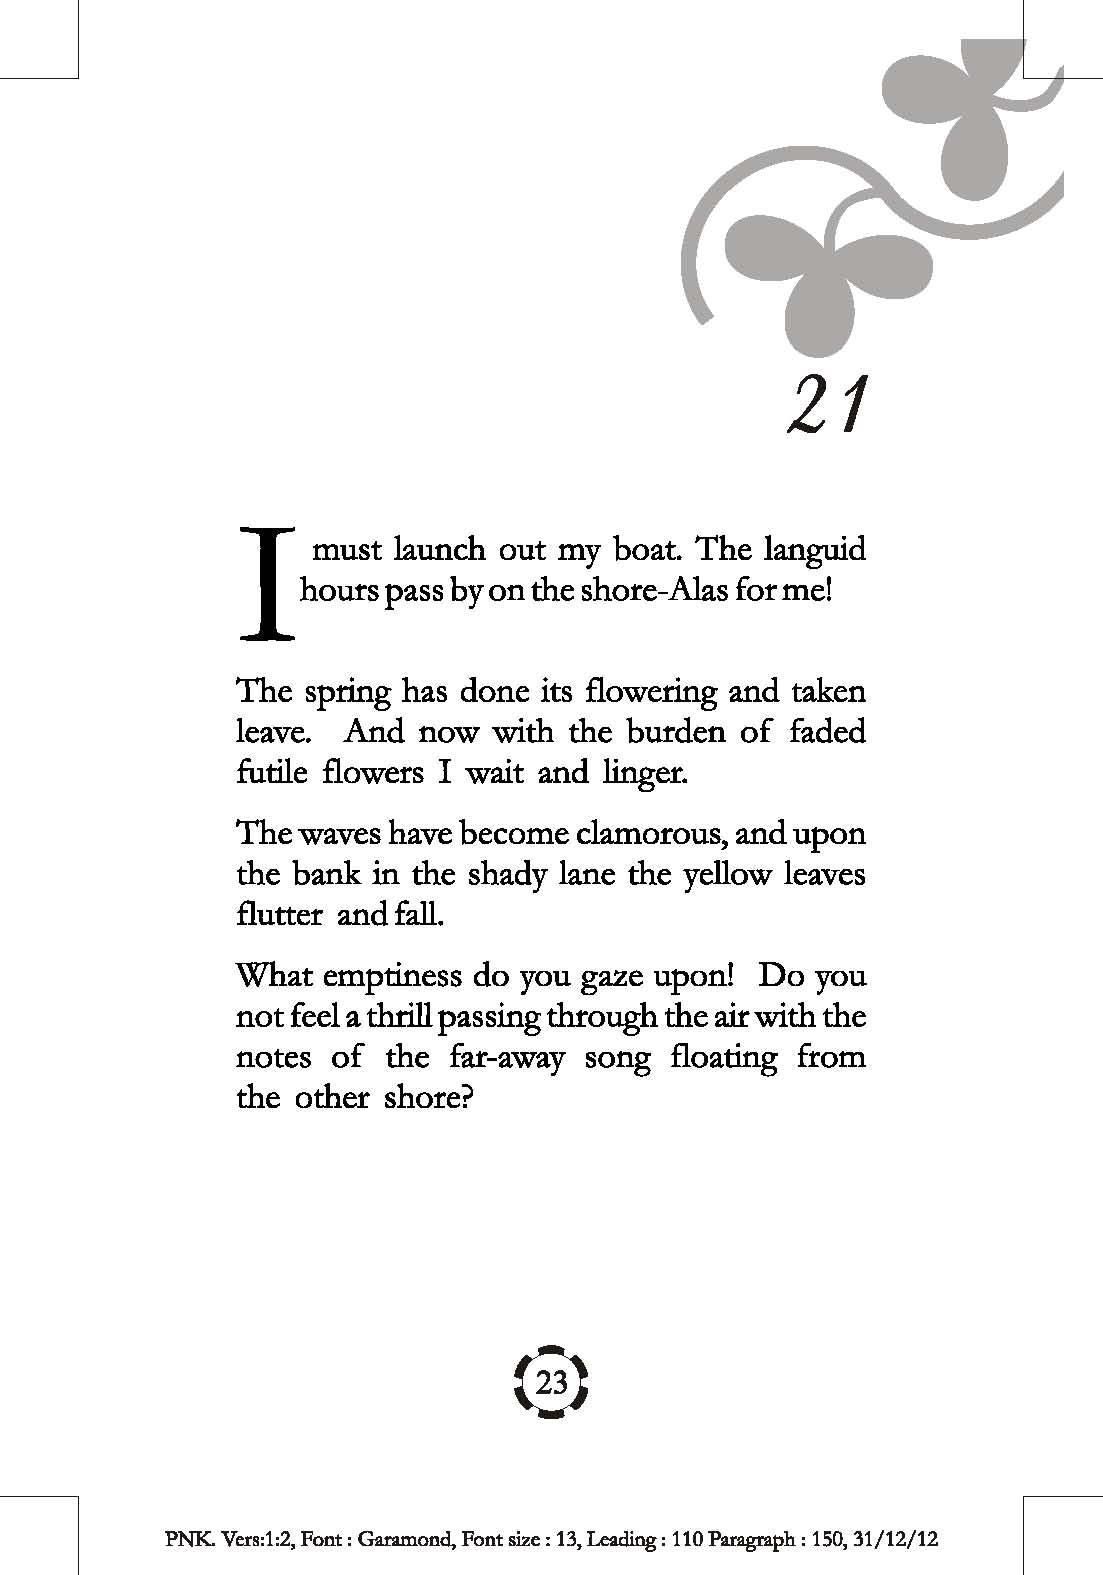 21
I must launch out my boat. The languid
hours pass by on the shore-Alas for me!
The spring has done its flowering and taken
leave. And now with the burden of faded
futile flowers I wait and linger.
The waves have become clamorous, and upon
the bank in the shady lane the yellow leaves
flutter and fall.
What emptiness do you gaze upon! Do you
not feel a thrill passing through the air with the
notes of the far-away song floating from
the other shore?
23
PNK. Vers:1:2, Font : Garamond, Font size : 13, Leading : 110 Paragraph : 150, 31/12/12